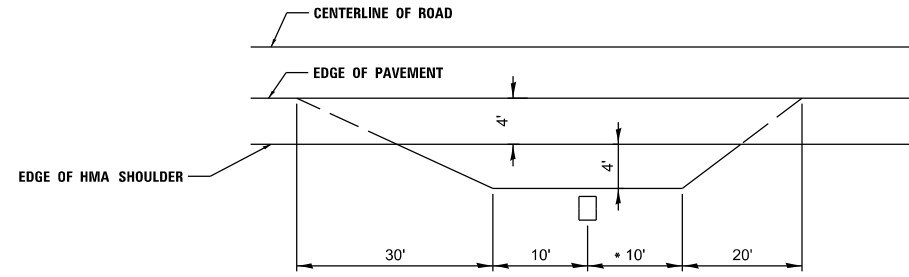 CENTERLINE OF ROAD
EDGE OF PAVEMENT
4'
4'
EDGE OF HMA SHOULDER
30'
10'
* 10'
20'